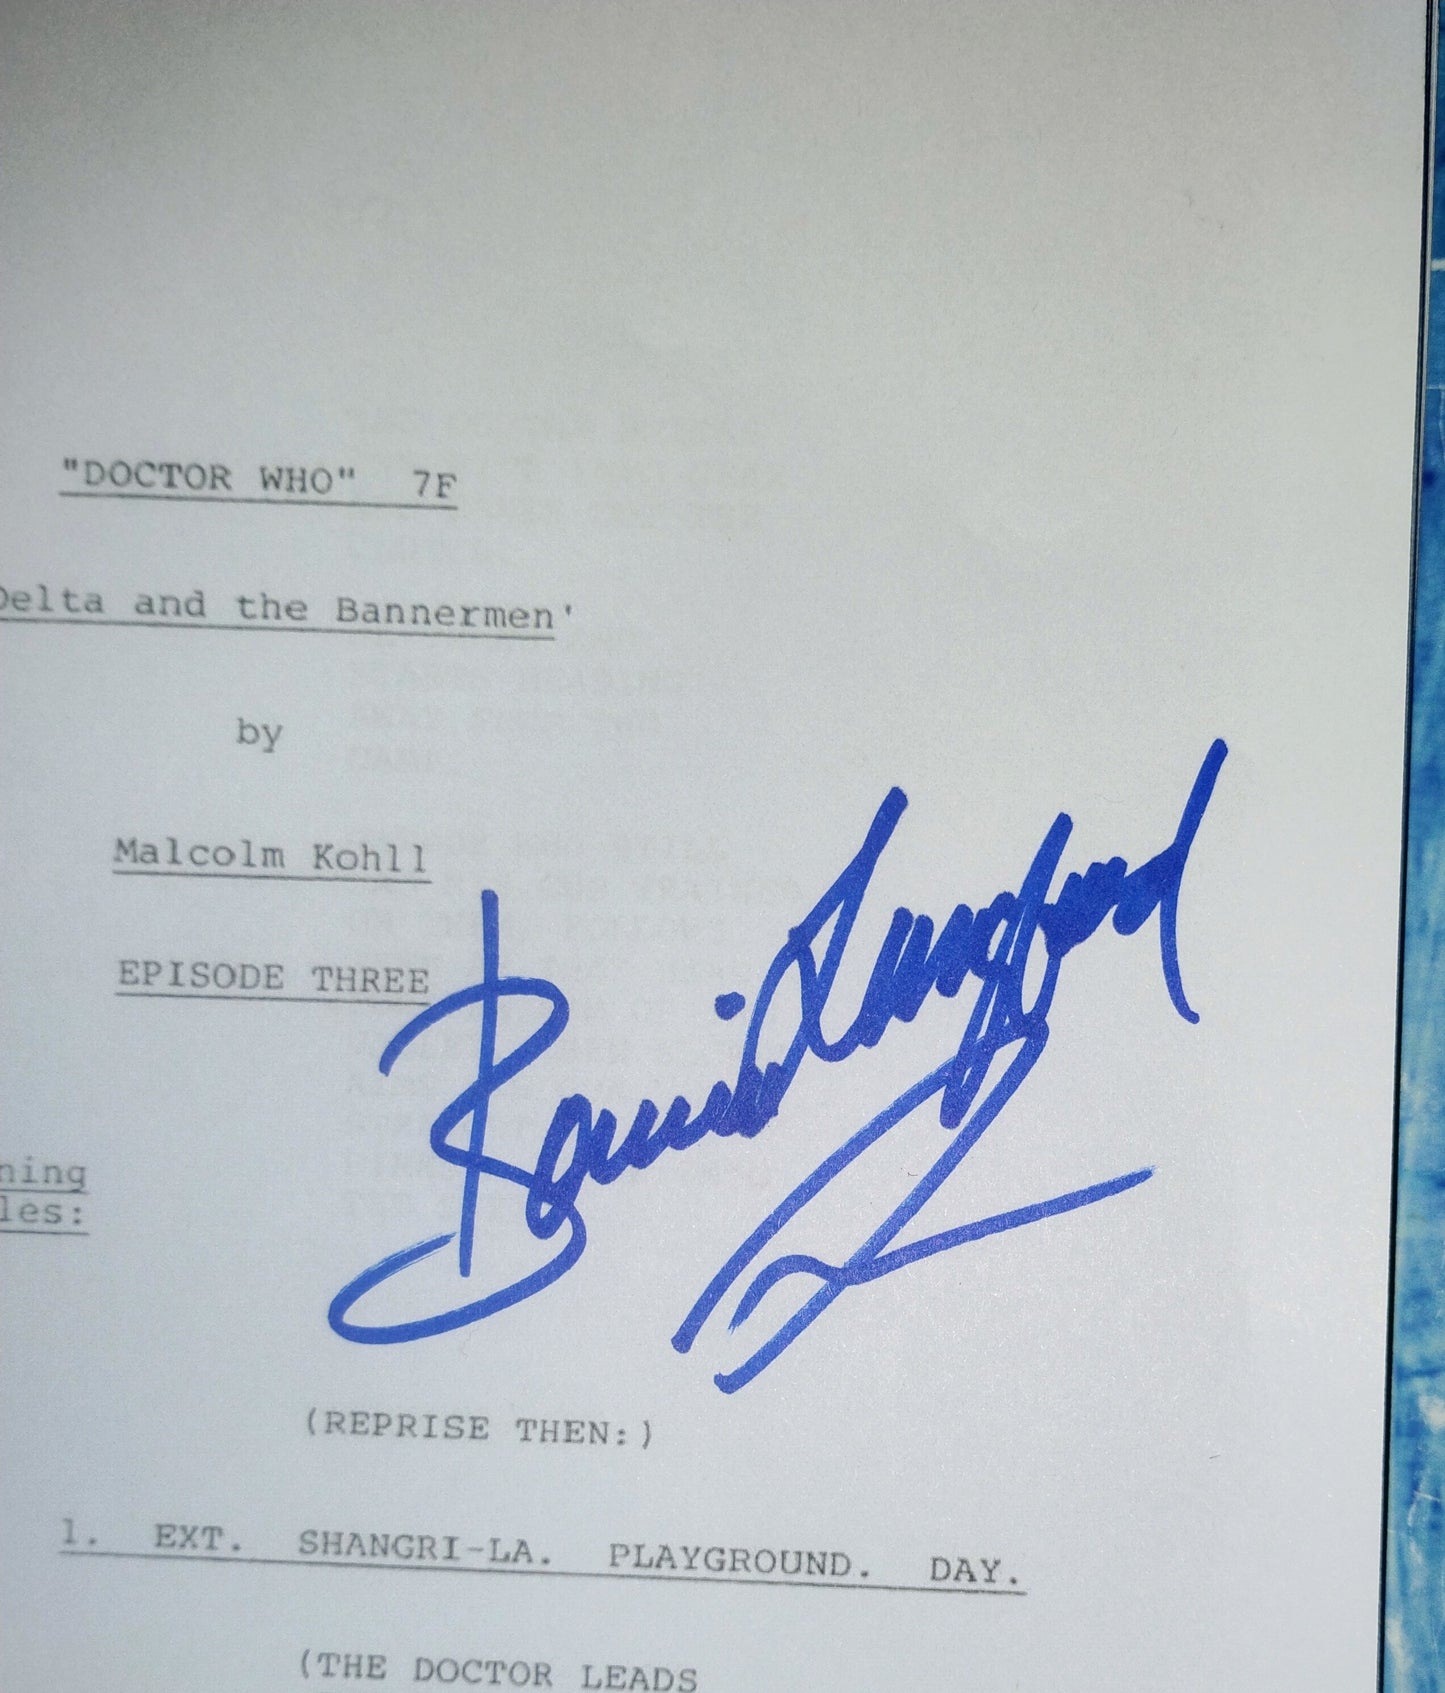 "DOCTOR WHO" 7F
Delta and the Bannermen'
by
Malcolm Kohll
EPISODE THREE
Bonnie Langford
ning
les:
(REPRISE THEN:)
1. EXT. SHANGRI-LA. PLAYGROUND. DAY.
(THE DOCTOR LEADS